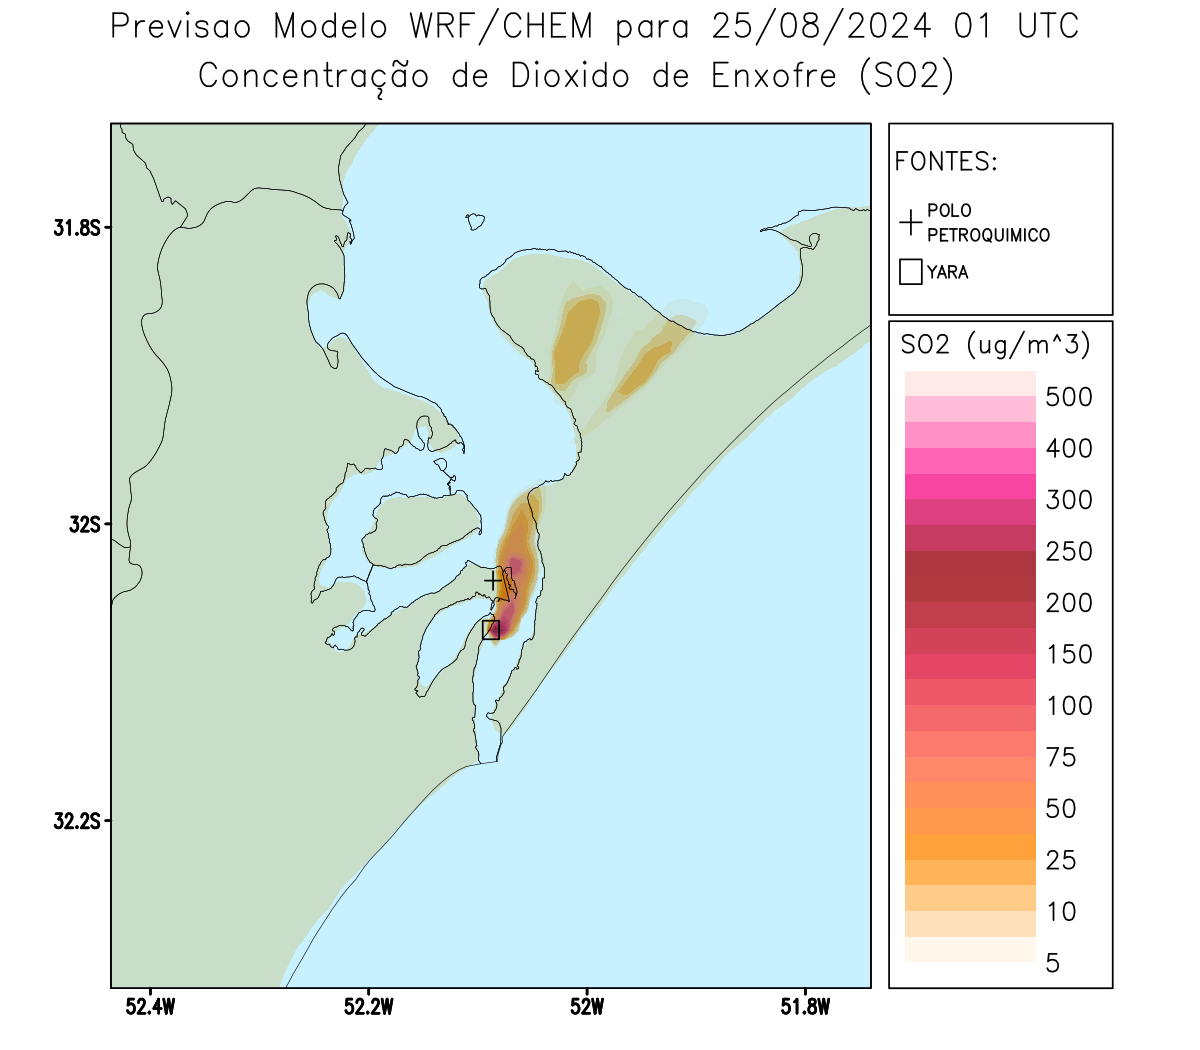 Previsao Modelo WRF/CHEM para 25/08/2024 01 UTC
Concentração de Dioxido de Enxofre (SO2)
FONTES:
POLO
PETROQUIMICO
YARA
SO2 (ug/m^3)
500
400
300
250
200
150
100
75
50
25
10
5
31.8S
32S
32.2S
52.4W
52.2W
52W
51.8W